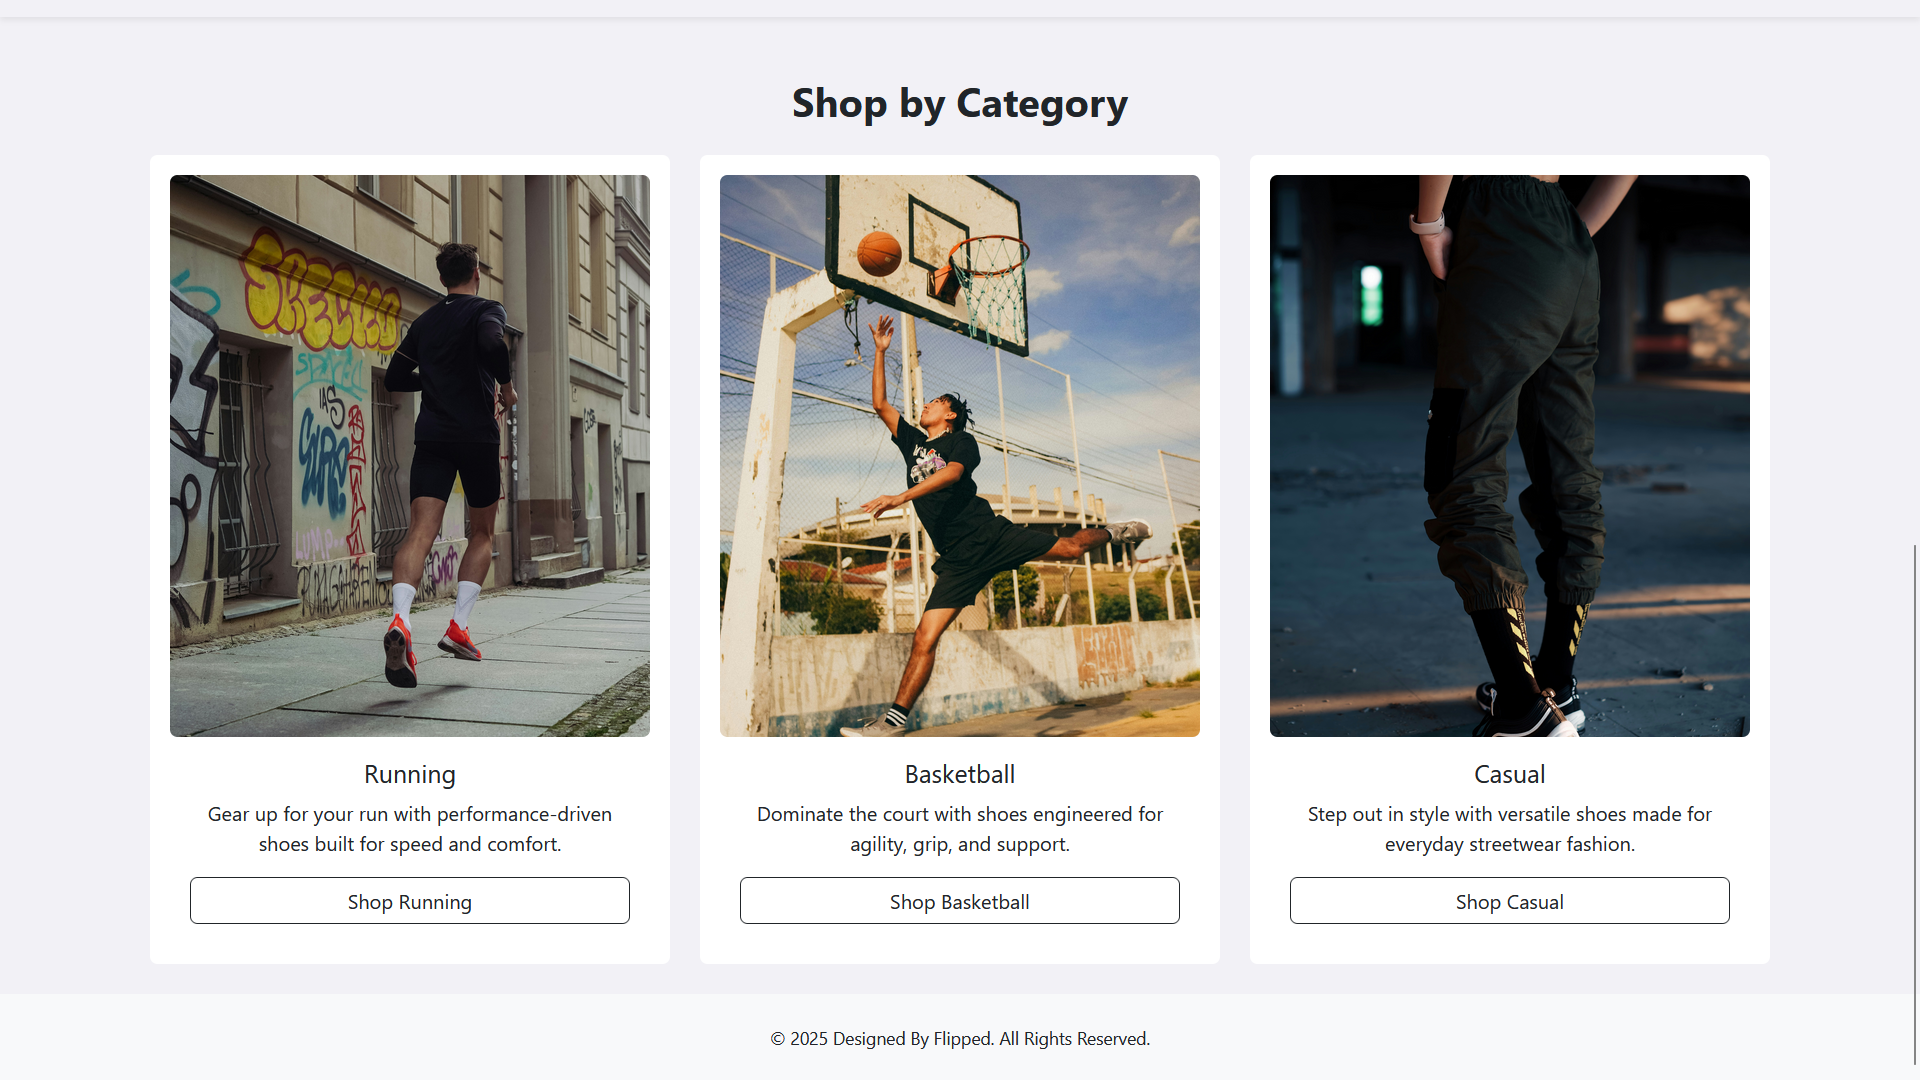 Shop by Category
SPECKO
Running
Gear up for your run with performance-driven
shoes built for speed and comfort.
Shop Running
Basketball
Dominate the court with shoes engineered for
agility, grip, and support.
Shop Basketball
Casual
Step out in style with versatile shoes made for
everyday streetwear fashion.
Shop Casual
© 2025 Designed By Flipped. All Rights Reserved.